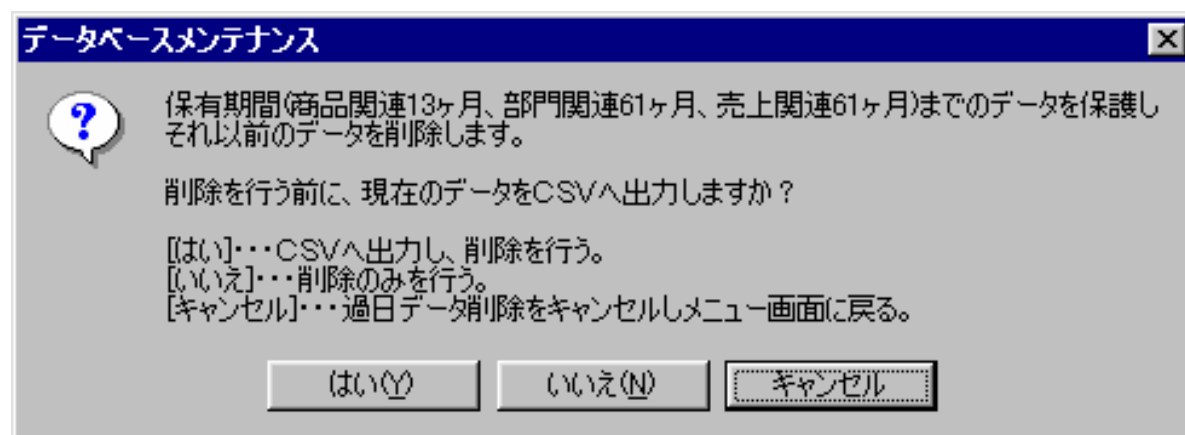 データベースメンテナンス
保有期間(商品関連13ヶ月、部門関連61ヶ月、売上関連61ヶ月)までのデータを保護し
それ以前のデータを削除します。
削除を行う前に、現在のデータをCSVへ出力しますか？
[はい]・・・CSVへ出力し、削除を行う。
[いいえ]・・・削除のみを行う。
[キャンセル]・・・過日データ削除をキャンセルしメニュー画面に戻る。
はい(Y) いいえ(N) キャンセル